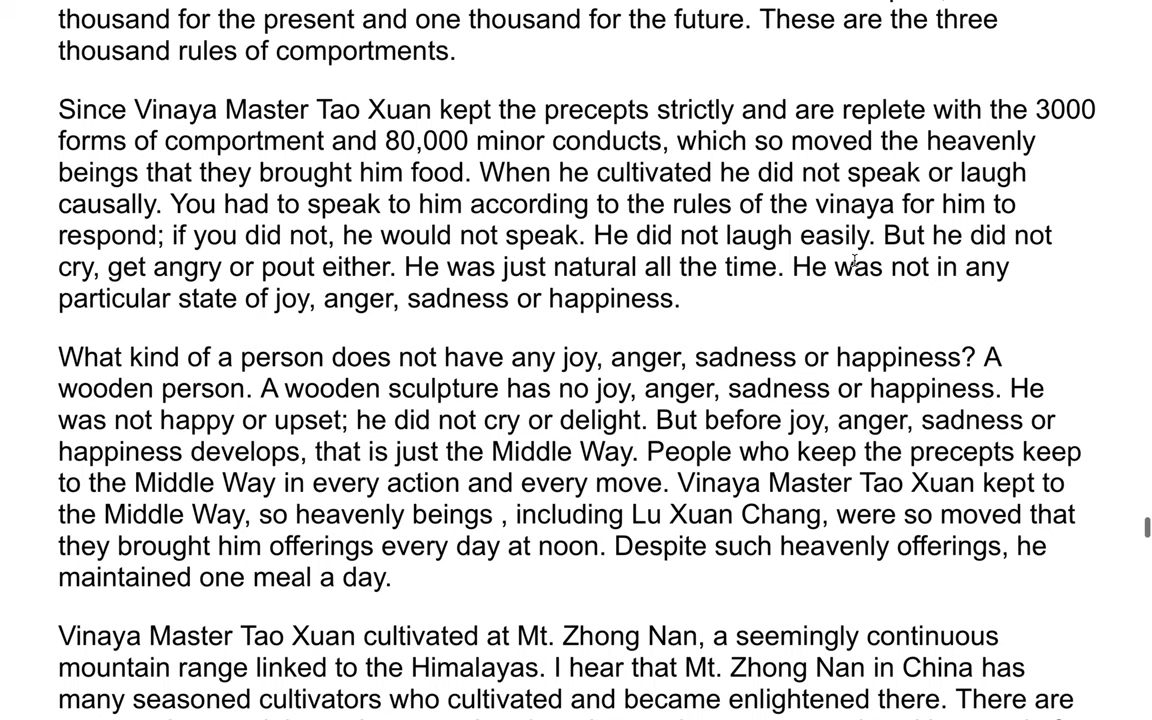 thousand for the present and one thousand for the future. These are the three
thousand rules of comportments.
Since Vinaya Master Tao Xuan kept the precepts strictly and are replete with the 3000
forms of comportment and 80,000 minor conducts, which so moved the heavenly
beings that they brought him food. When he cultivated he did not speak or laugh
causally. You had to speak to him according to the rules of the vinaya for him to
respond; if you did not, he would not speak. He did not laugh easily. But he did not
cry, get angry or pout either. He was just natural all the time. He was not in any
particular state of joy, anger, sadness or happiness.
What kind of a person does not have any joy, anger, sadness or happiness? A
wooden person. A wooden sculpture has no joy, anger, sadness or happiness. He
was not happy or upset; he did not cry or delight. But before joy, anger, sadness or
happiness develops, that is just the Middle Way. People who keep the precepts keep
to the Middle Way in every action and every move. Vinaya Master Tao Xuan kept to
the Middle Way, so heavenly beings , including Lu Xuan Chang, were so moved that
they brought him offerings every day at noon. Despite such heavenly offerings, he
maintained one meal a day.
Vinaya Master Tao Xuan cultivated at Mt. Zhong Nan, a seemingly continuous
mountain range linked to the Himalayas. I hear that Mt. Zhong Nan in China has
many seasoned cultivators who cultivated and became enlightened there. There are